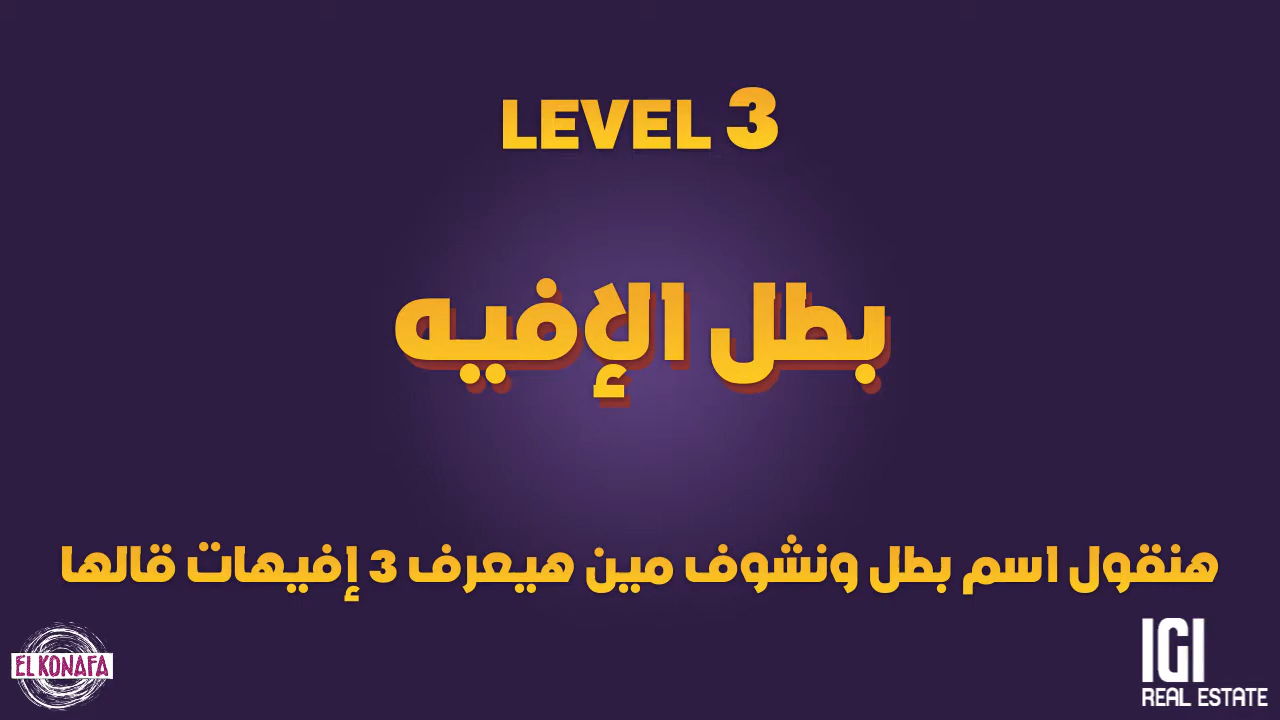 LEVEL 3
بطل الإفيه
هنقول اسم بطل ونشوف مين هيعرف 3 إفيهات قالها
EL KONAFA
IGI
REAL ESTATE